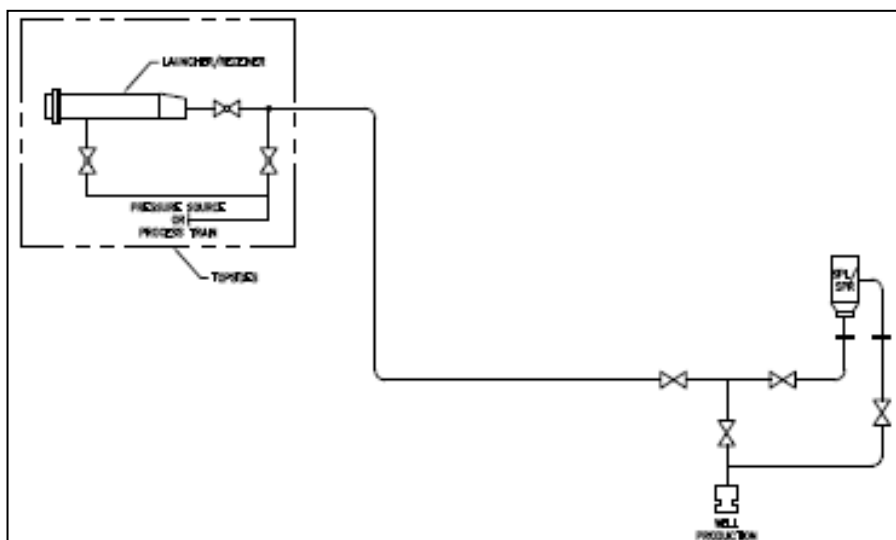 LAUNCHER/RECEIVER
PRESSURE SOURCE
OR
PROCESS TRAIN
TOPSIDES
SPL/
SPR
WELL
PRODUCTION